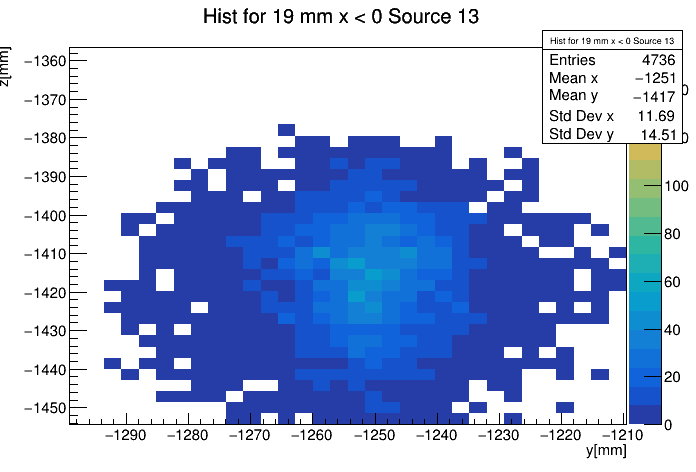 Hist for 19 mm x < 0 Source 13
Hist for 19 mm x < 0 Source 13
Entries 4736
Mean x −1251
Mean y −1417
Std Dev x 11.69
Std Dev y 14.51
z[mm]
−1360
−1370
−1380
−1390
−1400
−1410
−1420
−1430
−1440
−1450
100
80
60
40
20
0
−1290 −1280 −1270 −1260 −1250 −1240 −1230 −1220 −1210
y[mm]